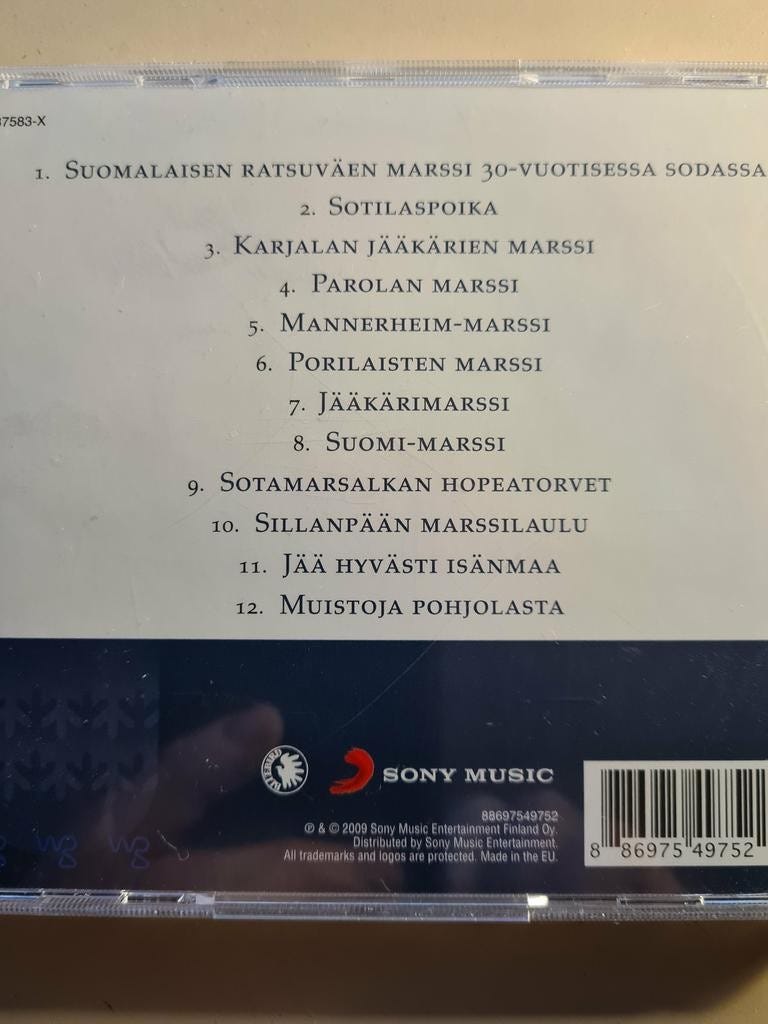 37583-X
1. Suomalaisen ratsuväen marssi 30-vuotisessa sodassa
2. Sotilaspoika
3. Karjalan jääkärien marssi
4. Parolan marssi
5. Mannerheim-marssi
6. Porilaisten marssi
7. Jääkärimarssi
8. Suomi-marssi
9. Sotamarsalkan hopeatorvet
10. Sillanpään marssilaulu
11. Jää hyvästi isänmaa
12. Muistoja Pohjolasta
SONY MUSIC
88697549752
℗ & © 2009 Sony Music Entertainment Finland Oy.
Distributed by Sony Music Entertainment.
All trademarks and logos are protected. Made in the EU.
8 86975 49752